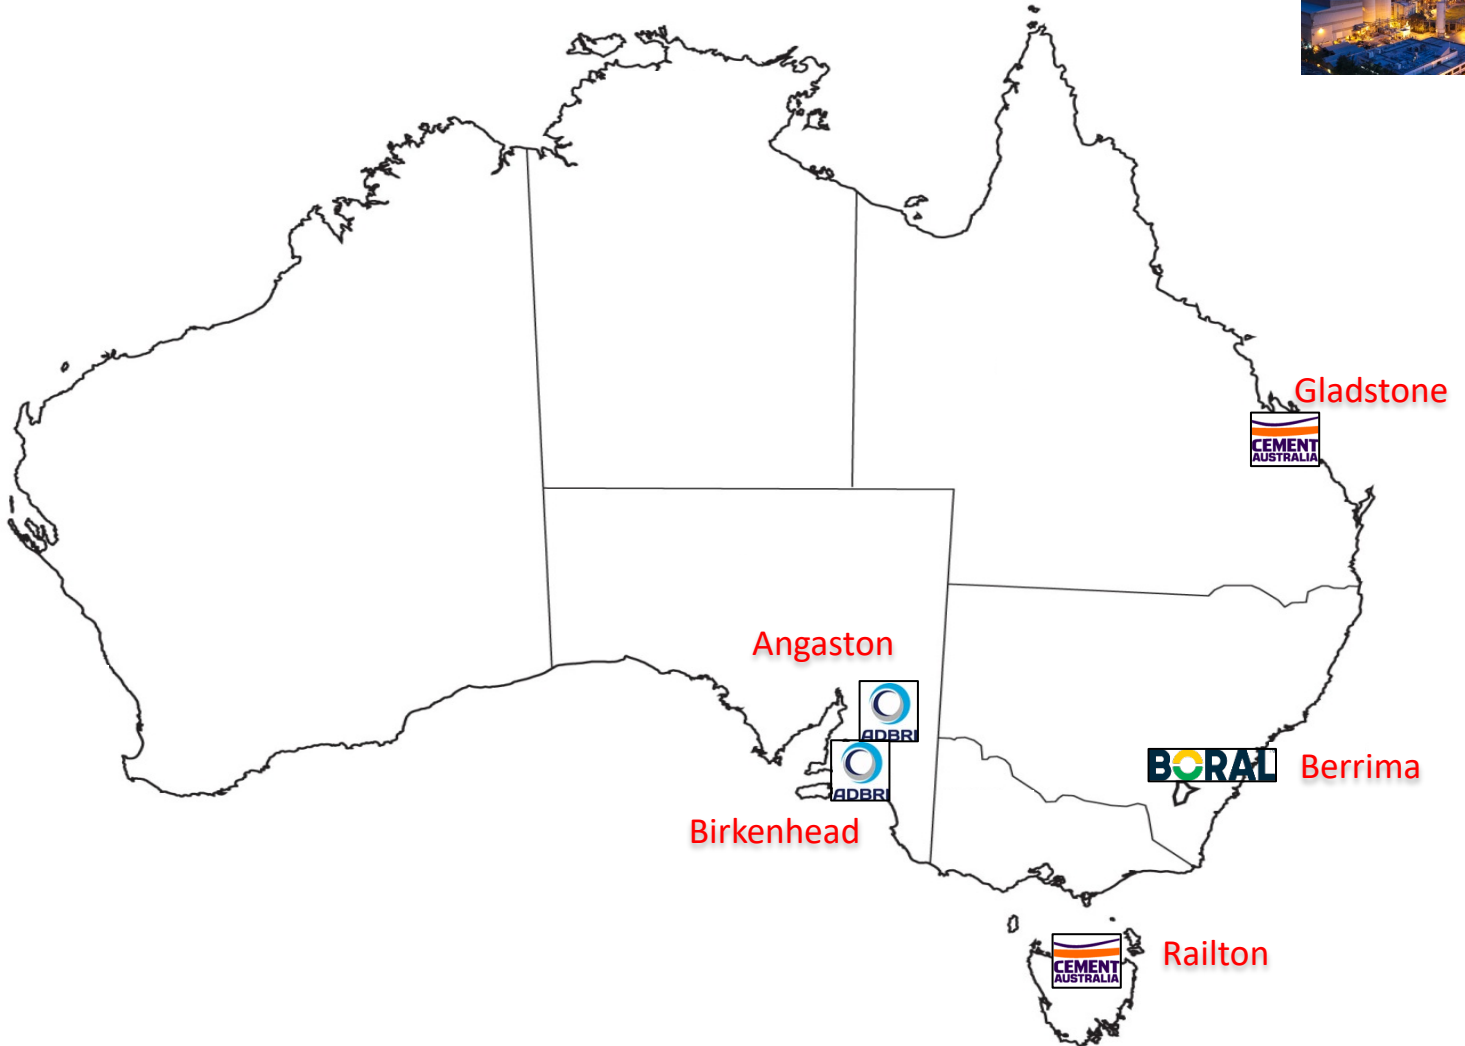 Gladstone
CEMENT
AUSTRALIA
Angaston
ADBRI
ADBRI
Birkenhead
BORAL
Berrima
CEMENT
AUSTRALIA
Railton